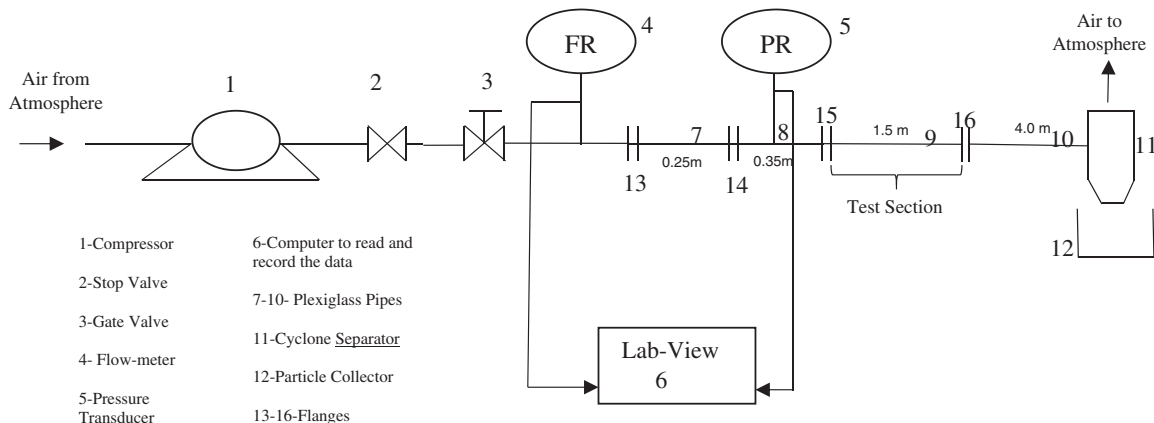 Air from
Atmosphere
1
2
3
FR
4
PR
5
Air to
Atmosphere
13
7
0.25m
14
8
0.35m
15
1.5 m
9
16
4.0 m
10
11
12
Test Section
Lab-View
6
1-Compressor
2-Stop Valve
3-Gate Valve
4- Flow-meter
5-Pressure
Transducer
6-Computer to read and
record the data
7-10- Plexiglass Pipes
11-Cyclone Separator
12-Particle Collector
13-16-Flanges